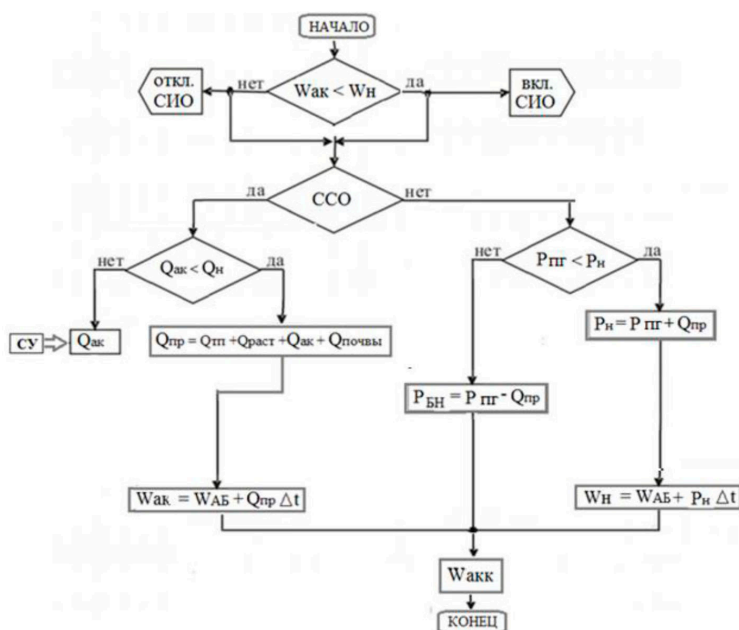 НАЧАЛО
откл.
СИО
нет
Wак < Wн
да
вкл.
СИО
да
ССО
нет
нет
Qак < Qн
да
нет
Pпг < Pн
да
СУ
Qак
Qпр = Qтп + Qраст + Qак + Qпочвы
Pн = P пг + Qпр
PБН = P пг - Qпр
Wак = WАБ + Qпр Δt
Wн = WАБ + Pн Δt
Wакк
КОНЕЦ